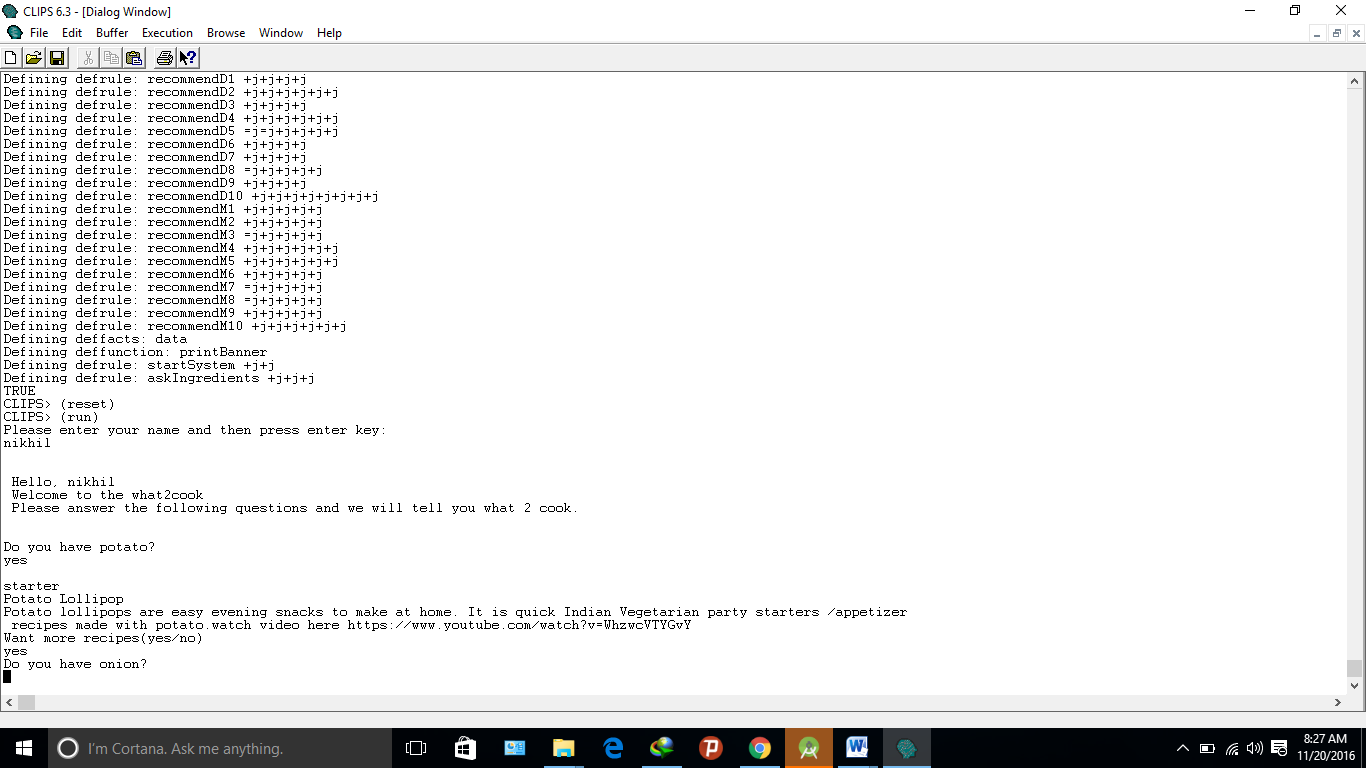 CLIPS 6.3 - [Dialog Window]
File Edit Buffer Execution Browse Window Help
Defining defrule: recommendD1 +j+j+j+j
Defining defrule: recommendD2 +j+j+j+j+j+j
Defining defrule: recommendD3 +j+j+j+j
Defining defrule: recommendD4 +j+j+j+j+j+j
Defining defrule: recommendD5 =j=j+j+j+j+j
Defining defrule: recommendD6 +j+j+j+j
Defining defrule: recommendD7 +j+j+j+j
Defining defrule: recommendD8 =j+j+j+j+j
Defining defrule: recommendD9 +j+j+j+j
Defining defrule: recommendD10 +j+j+j+j+j+j+j+j
Defining defrule: recommendM1 +j+j+j+j+j
Defining defrule: recommendM2 +j+j+j+j+j
Defining defrule: recommendM3 =j+j+j+j+j
Defining defrule: recommendM4 +j+j+j+j+j+j
Defining defrule: recommendM5 +j+j+j+j+j+j
Defining defrule: recommendM6 +j+j+j+j+j
Defining defrule: recommendM7 =j+j+j+j+j
Defining defrule: recommendM8 =j+j+j+j+j
Defining defrule: recommendM9 +j+j+j+j+j
Defining defrule: recommendM10 +j+j+j+j+j+j
Defining deffacts: data
Defining deffunction: printBanner
Defining defrule: startSystem +j+j
Defining defrule: askIngredients +j+j+j
TRUE
CLIPS> (reset)
CLIPS> (run)
Please enter your name and then press enter key:
nikhil
Hello, nikhil
Welcome to the what2cook
Please answer the following questions and we will tell you what 2 cook.
Do you have potato?
yes
starter
Potato Lollipop
Potato lollipops are easy evening snacks to make at home. It is quick Indian Vegetarian party starters /appetizer
recipes made with potato.watch video here https://www.youtube.com/watch?v=WhzwcVTYGvY
Want more recipes(yes/no)
yes
Do you have onion?
I'm Cortana. Ask me anything.
8:27 AM
11/20/2016